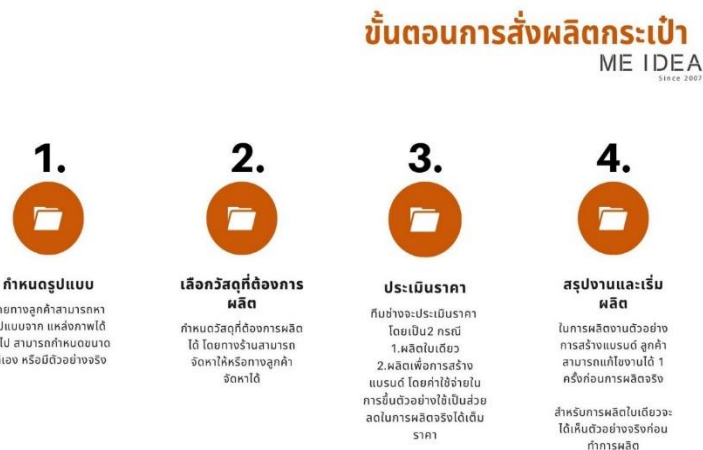 ขั้นตอนการสั่งผลิตกระเป๋า
ME IDEA
Since 2007
1.
กำหนดรูปแบบ
ทางลูกค้าสามารถหา
แหล่งภาพได้
สามารถกำหนดขนาด
หรือมีตัวอย่างจริง
2.
เลือกวัสดุที่ต้องการ
ผลิต
กำหนดวัสดุที่ต้องการผลิต
ได้ โดยทางร้านสามารถ
จัดหาให้หรือทางลูกค้า
จัดหาได้
3.
ประเมินราคา
ทีมช่างจะประเมินราคา
โดยเป็น2 กรณี
1.ผลิตใบเดียว
2.ผลิตเพื่อการสร้าง
แบรนด์ โดยค่าใช้จ่ายใน
การขึ้นตัวอย่างใช้เป็นส่วย
ลดในการผลิตจริงได้เต็ม
ราคา
4.
สรุปงานและเริ่ม
ผลิต
ในการผลิตงานตัวอย่าง
การสร้างแบรนด์ ลูกค้า
สามารถแก้ไขงานได้ 1
ครั้งก่อนการผลิตจริง
สำหรับการผลิตใบเดียวจะ
ได้เห็นตัวอย่างจริงก่อน
ทำการผลิต